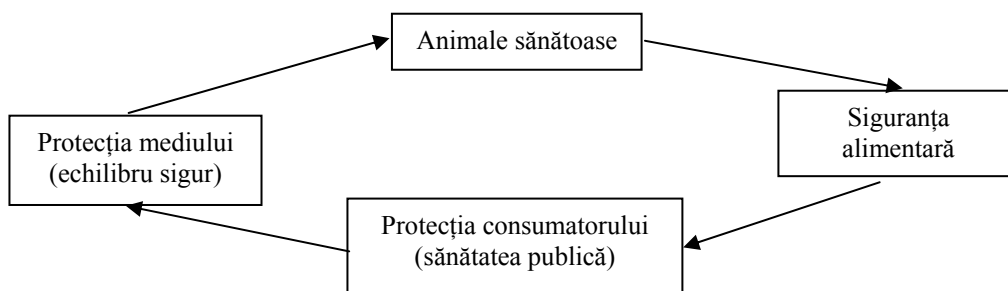 Animale sănătoase
Siguranța
alimentară
Protecția mediului
(echilibru sigur)
Protecția consumatorului
(sănătatea publică)